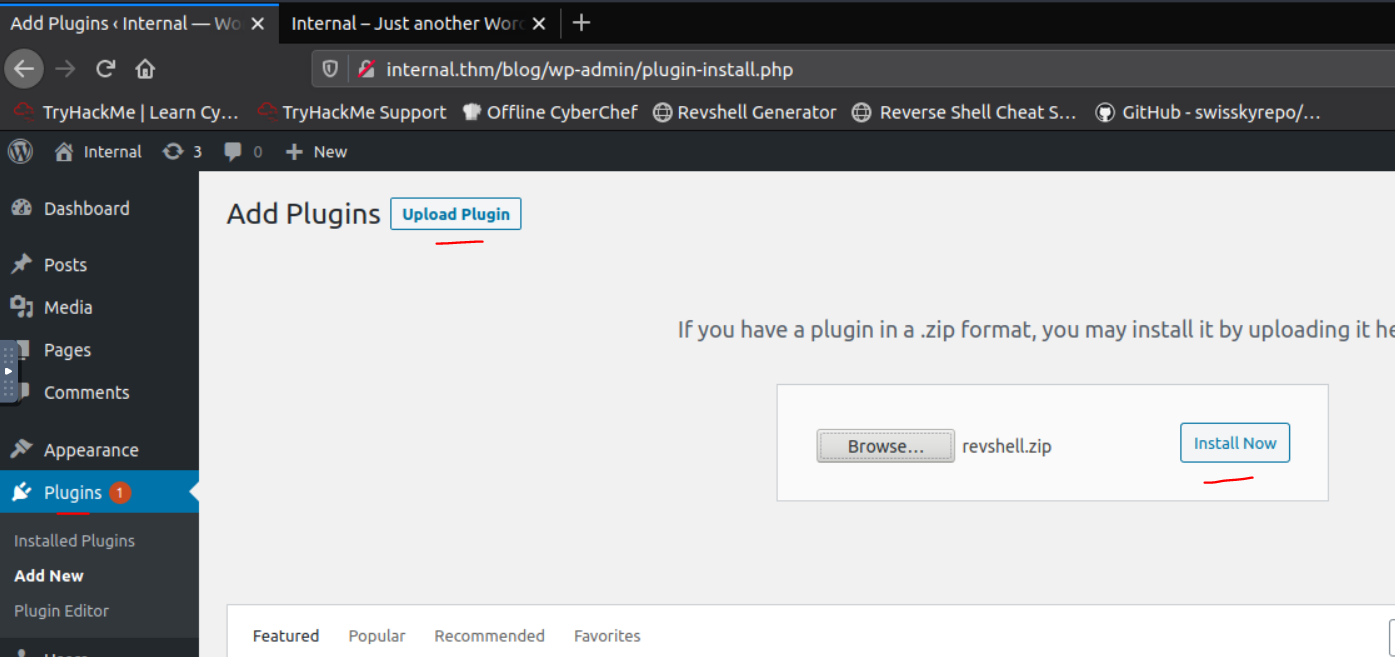 Add Plugins ‹ Internal — Wo
Internal – Just another Word
internal.thm/blog/wp-admin/plugin-install.php
TryHackMe | Learn Cy…
TryHackMe Support
Offline CyberChef
Revshell Generator
Reverse Shell Cheat S…
GitHub - swisskyrepo/…
Internal
3
0
New
Dashboard
Posts
Media
Pages
Comments
Appearance
Plugins 1
Installed Plugins
Add New
Plugin Editor
Add Plugins
Upload Plugin
If you have a plugin in a .zip format, you may install it by uploading it he
Browse…
revshell.zip
Install Now
Featured
Popular
Recommended
Favorites